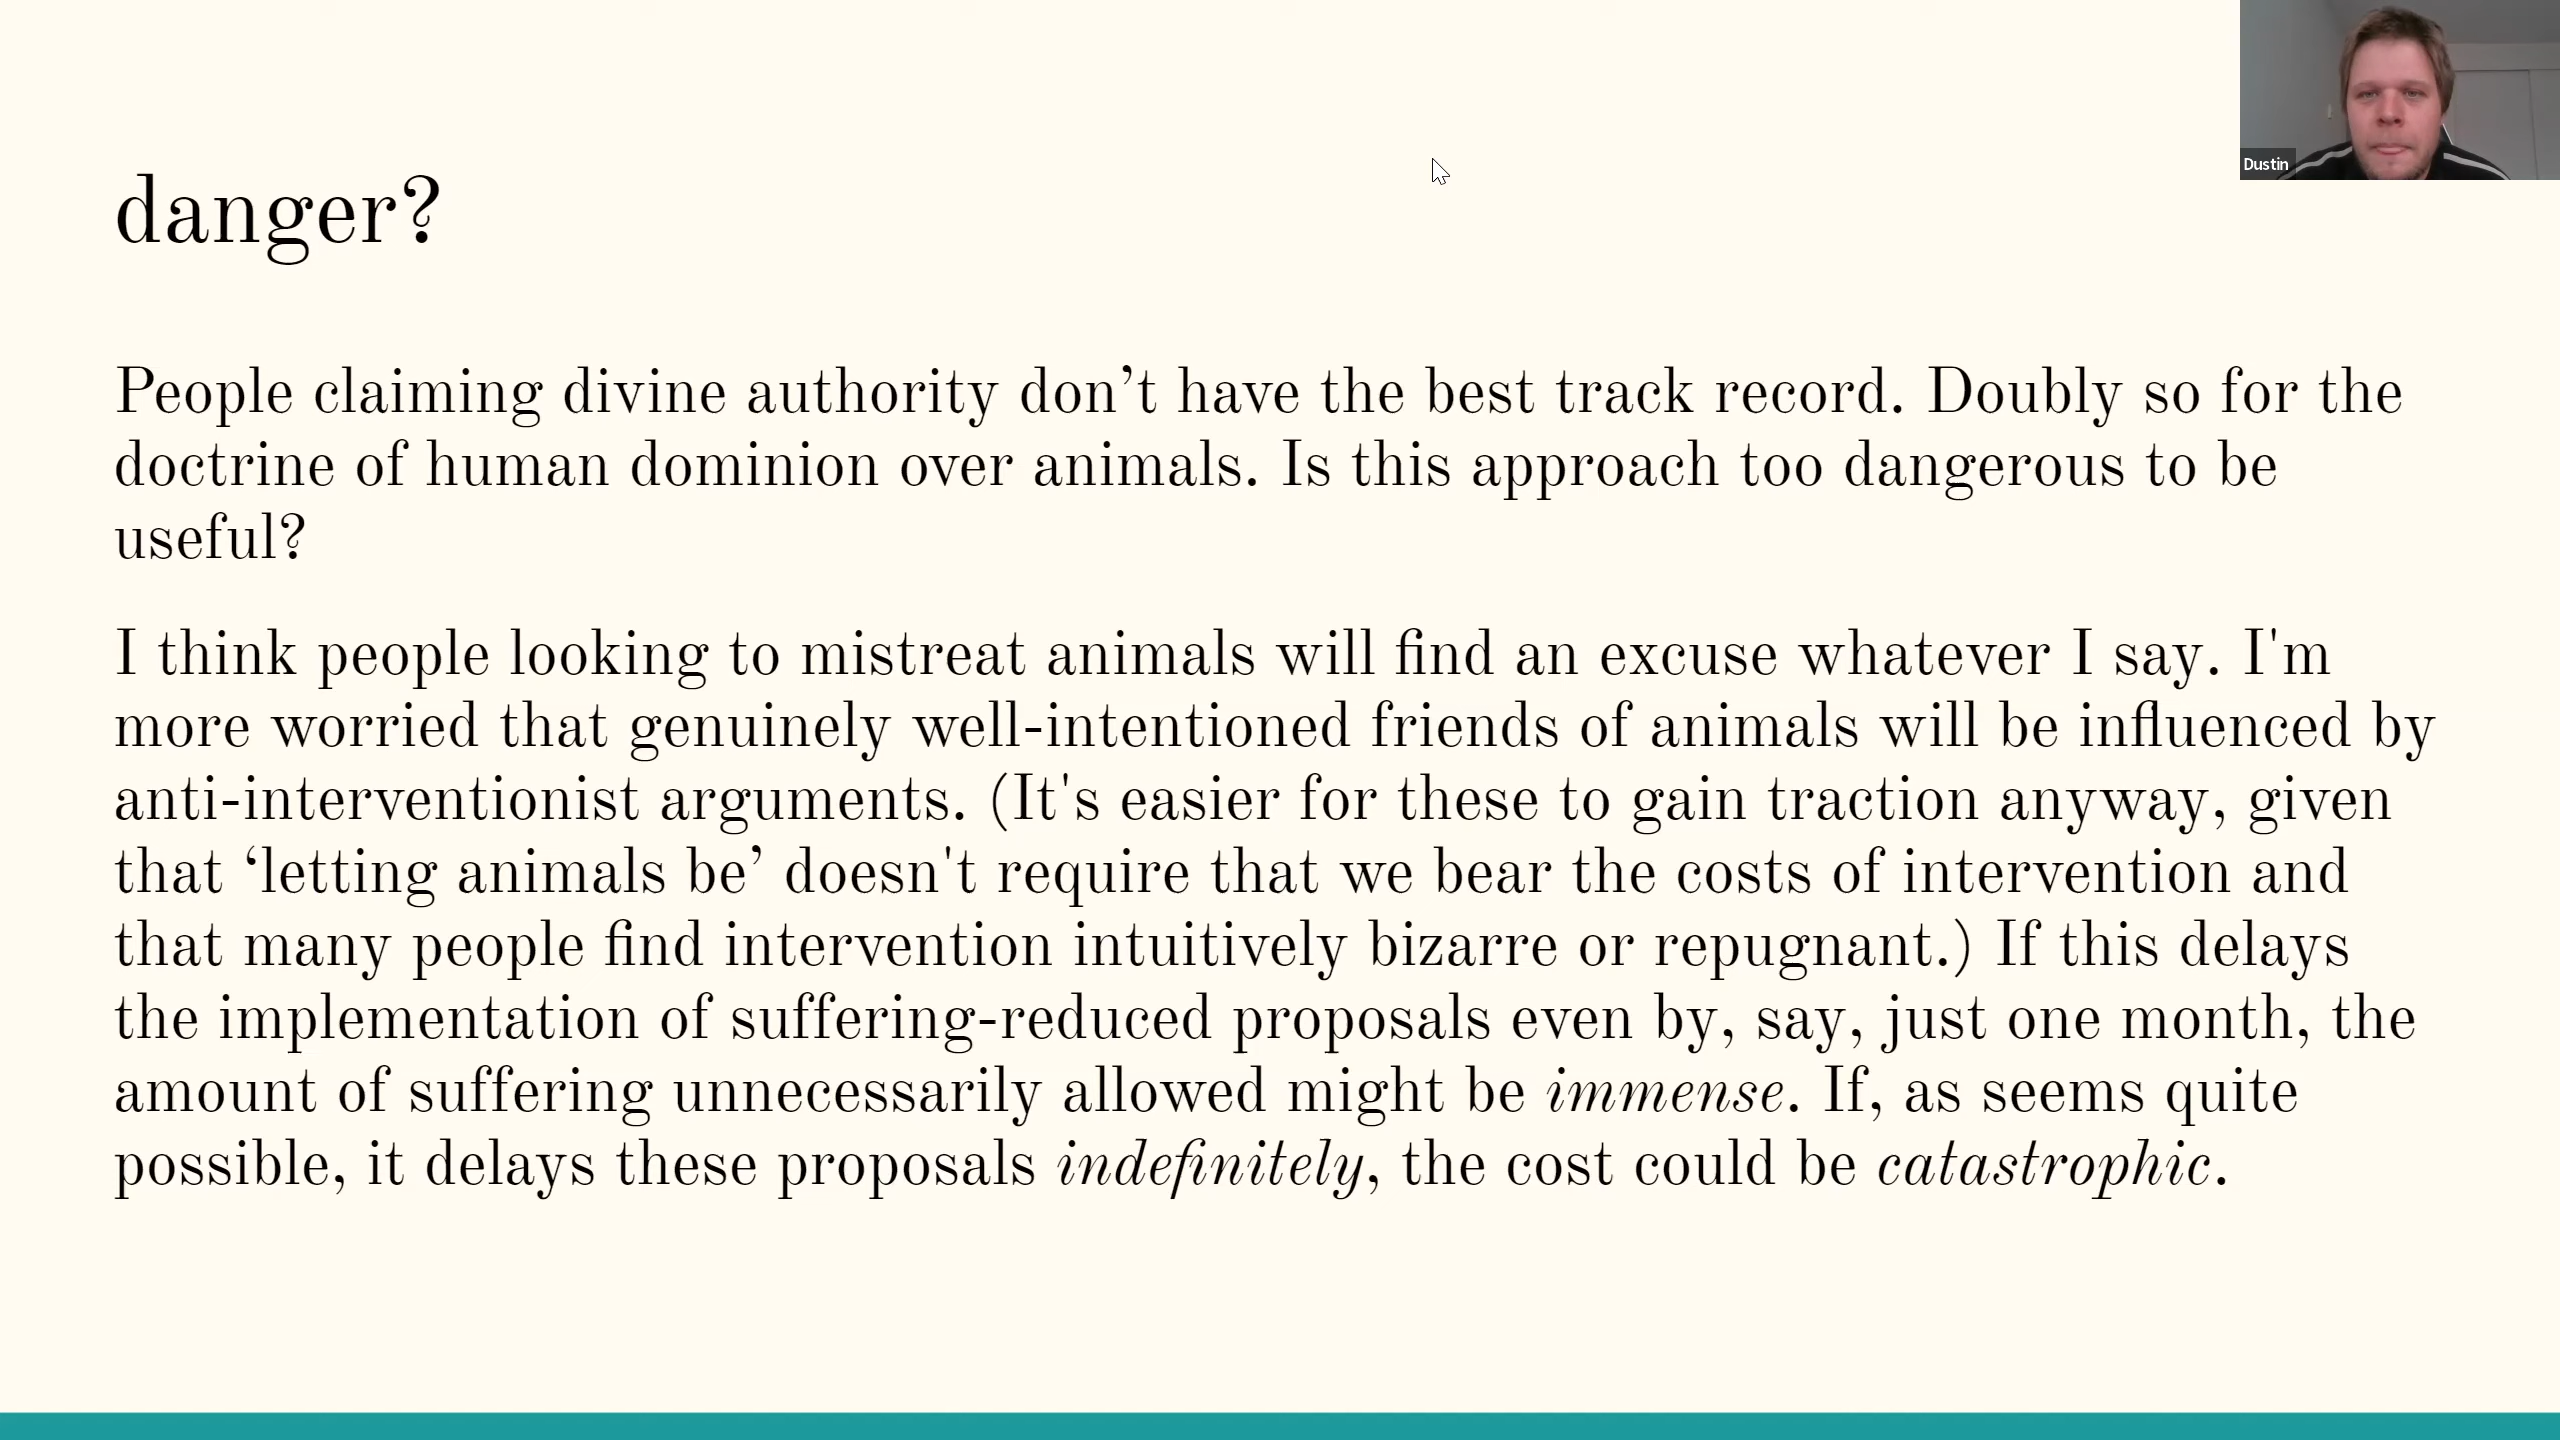 Dustin
danger?
People claiming divine authority don’t have the best track record. Doubly so for the
doctrine of human dominion over animals. Is this approach too dangerous to be
useful?
I think people looking to mistreat animals will find an excuse whatever I say. I'm
more worried that genuinely well-intentioned friends of animals will be influenced by
anti-interventionist arguments. (It's easier for these to gain traction anyway, given
that ‘letting animals be’ doesn't require that we bear the costs of intervention and
that many people find intervention intuitively bizarre or repugnant.) If this delays
the implementation of suffering-reduced proposals even by, say, just one month, the
amount of suffering unnecessarily allowed might be immense. If, as seems quite
possible, it delays these proposals indefinitely, the cost could be catastrophic.